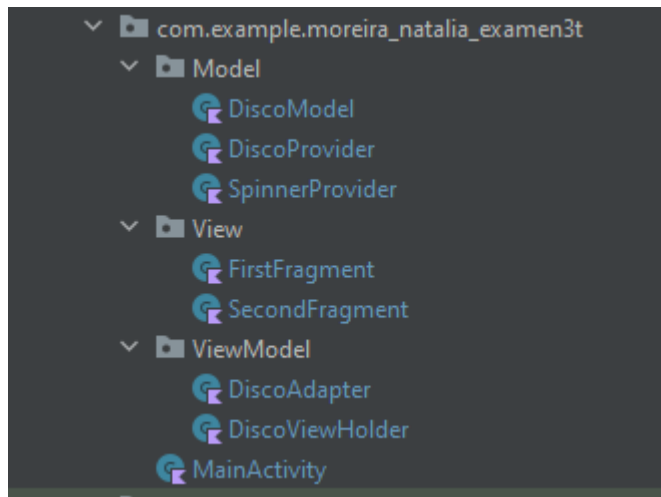 com.example.moreira_natalia_examen3t
Model
DiscoModel
DiscoProvider
SpinnerProvider
View
FirstFragment
SecondFragment
ViewModel
DiscoAdapter
DiscoViewHolder
MainActivity